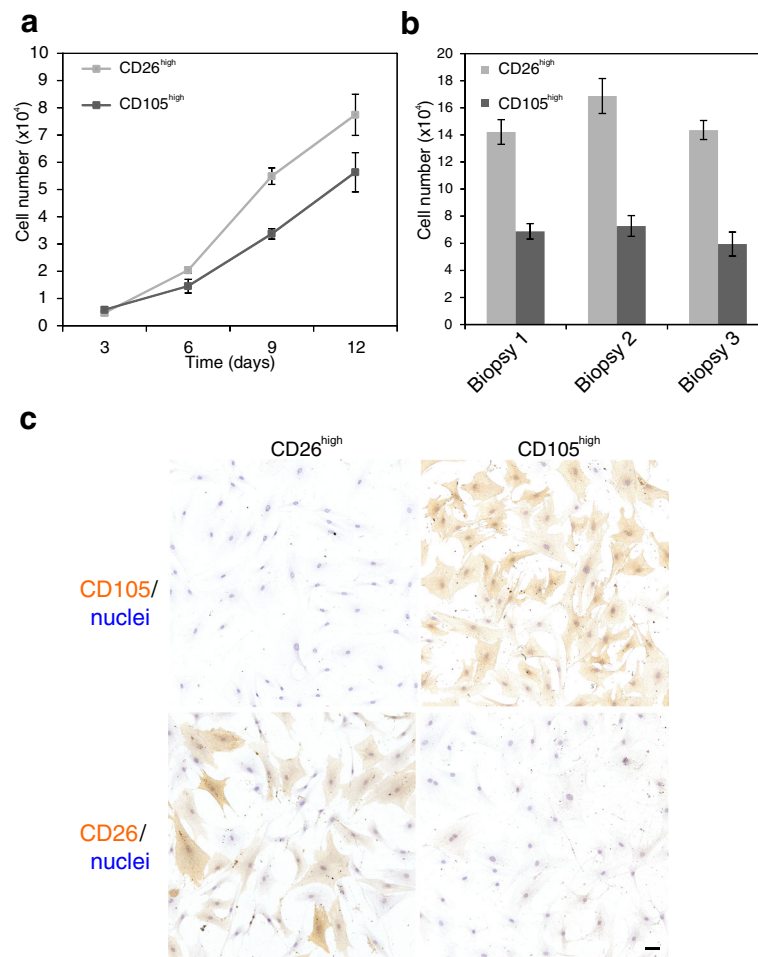 a
10
9
8
7
6
5
4
3
2
1
0
Cell number (x10⁴)
CD26high
CD105high
3 6 9 12
Time (days)
b
20
18
16
14
12
10
8
6
4
2
0
Cell number (x10⁴)
CD26high
CD105high
Biopsy 1
Biopsy 2
Biopsy 3
c
CD26high CD105high
CD105/
nuclei
CD26/
nuclei